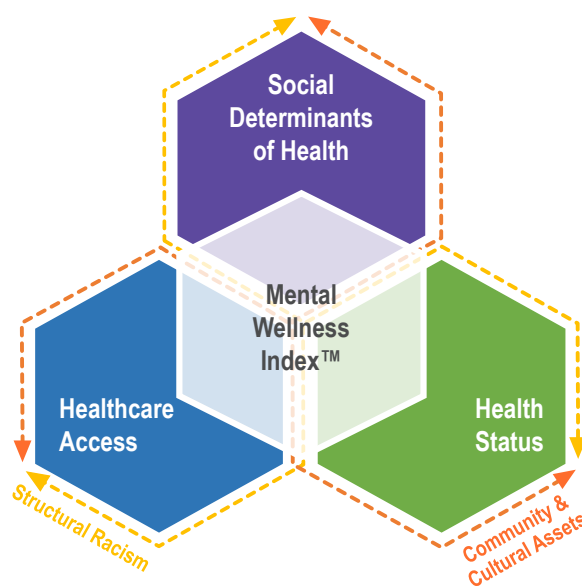 Social
Determinants
of Health
Mental
Wellness
Index™
Healthcare
Access
Health
Status
Structural Racism
Community &
Cultural Assets